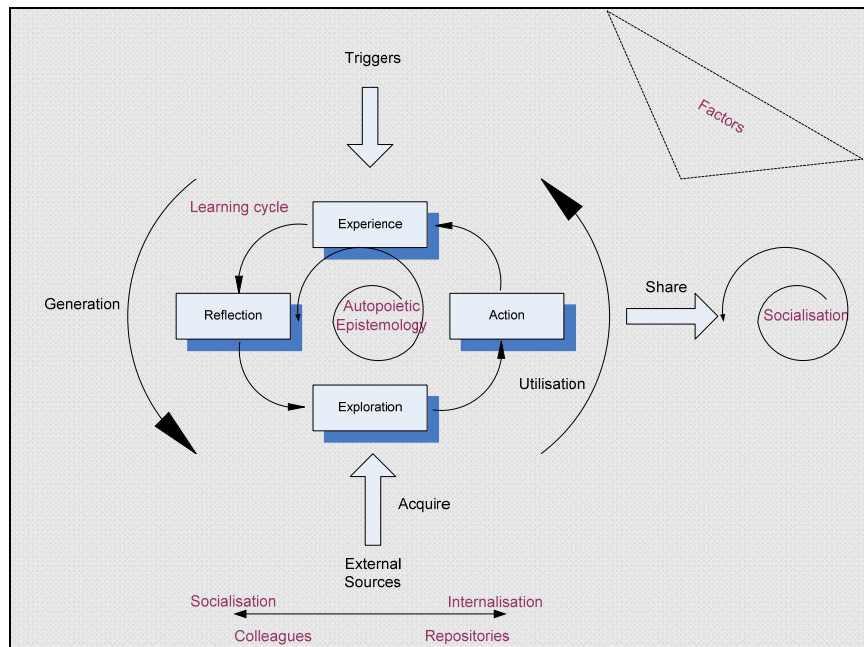 Triggers
Factors
Learning cycle
Experience
Generation
Reflection
Autopoietic
Epistemology
Action
Share
Socialisation
Utilisation
Exploration
Acquire
External
Sources
Socialisation
Internalisation
Colleagues
Repositories